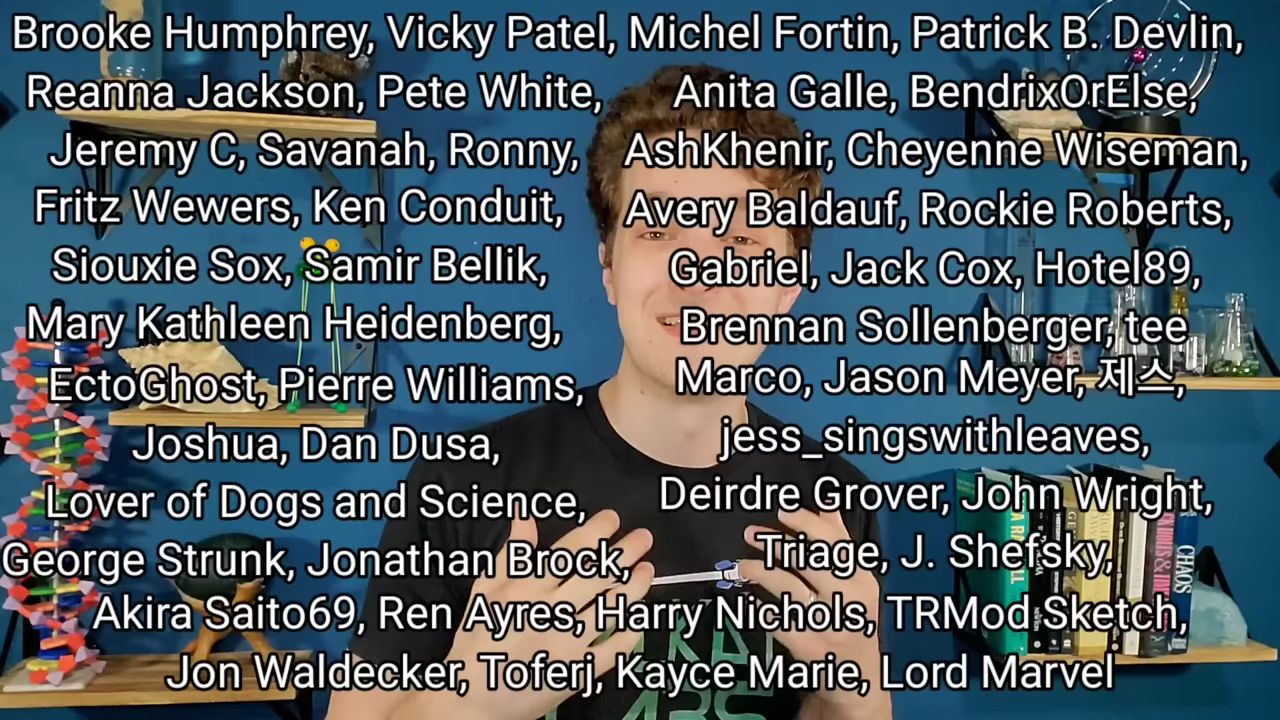 Brooke Humphrey, Vicky Patel, Michel Fortin, Patrick B. Devlin,
Reanna Jackson, Pete White, Anita Galle, BendrixOrElse,
Jeremy C, Savanah, Ronny, AshKhenir, Cheyenne Wiseman,
Fritz Wewers, Ken Conduit, Avery Baldauf, Rockie Roberts,
Siouxie Sox, Samir Bellik, Gabriel, Jack Cox, Hotel89,
Mary Kathleen Heidenberg, Brennan Sollenberger, tee
EctoGhost, Pierre Williams, Marco, Jason Meyer, 제스,
Joshua, Dan Dusa, jess_singswithleaves,
Lover of Dogs and Science, Deirdre Grover, John Wright,
George Strunk, Jonathan Brock, Triage, J. Shefsky,
Akira Saito69, Ren Ayres, Harry Nichols, TRMod Sketch,
Jon Waldecker, Toferj, Kayce Marie, Lord Marvel
CHAOS